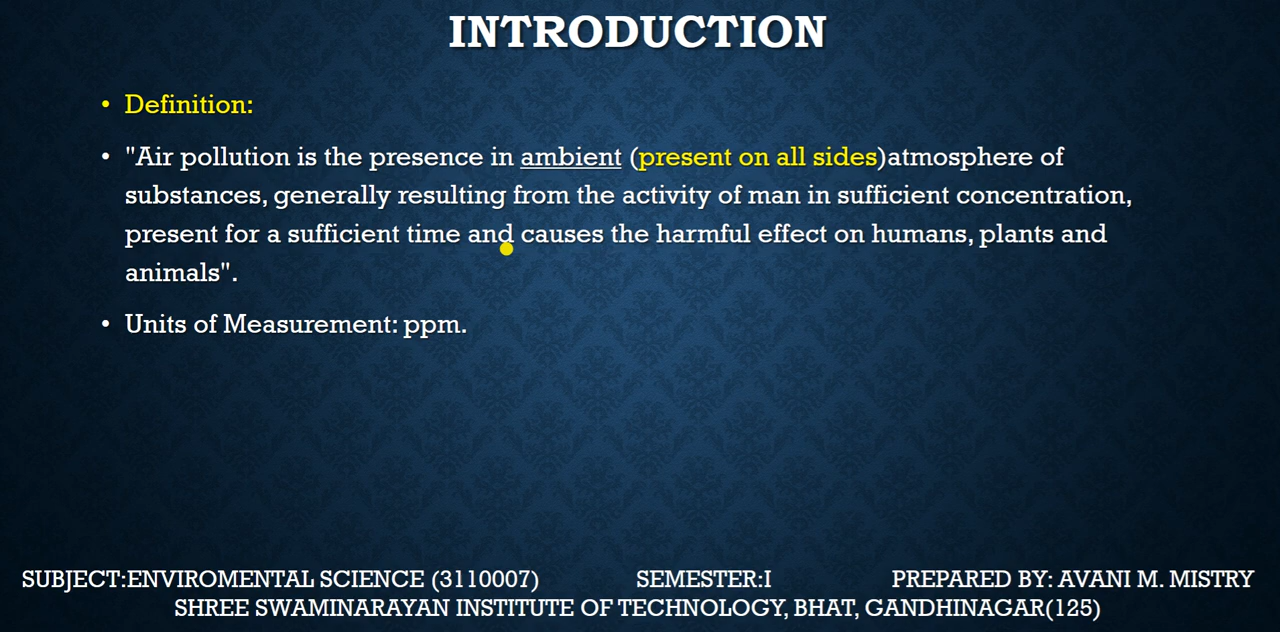 INTRODUCTION
• Definition:
• "Air pollution is the presence in ambient (present on all sides)atmosphere of
substances, generally resulting from the activity of man in sufficient concentration,
present for a sufficient time and causes the harmful effect on humans, plants and
animals".
• Units of Measurement: ppm.
SUBJECT:ENVIROMENTAL SCIENCE (3110007) SEMESTER:I PREPARED BY: AVANI M. MISTRY
SHREE SWAMINARAYAN INSTITUTE OF TECHNOLOGY, BHAT, GANDHINAGAR(125)